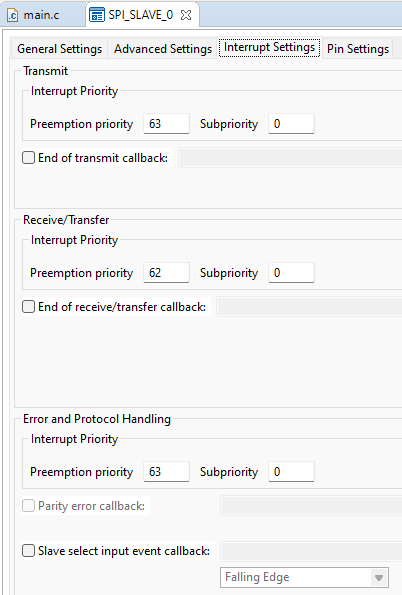 main.c SPI_SLAVE_0
General Settings Advanced Settings Interrupt Settings Pin Settings
Transmit
Interrupt Priority
Preemption priority 63 Subpriority 0
End of transmit callback:
Receive/Transfer
Interrupt Priority
Preemption priority 62 Subpriority 0
End of receive/transfer callback:
Error and Protocol Handling
Interrupt Priority
Preemption priority 63 Subpriority 0
Parity error callback:
Slave select input event callback:
Falling Edge